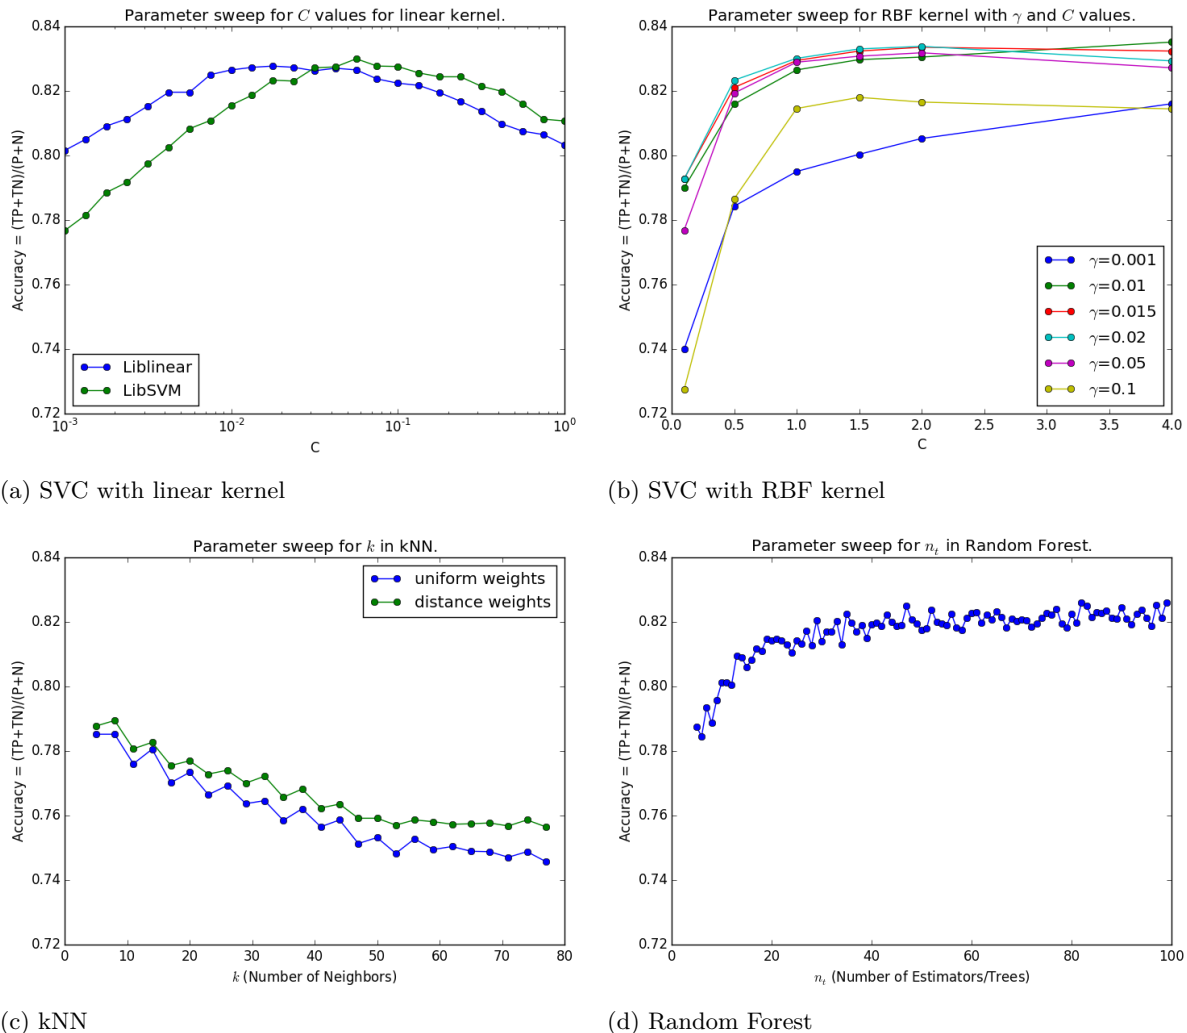 Parameter sweep for C values for linear kernel.
0.84
0.82
0.80
0.78
0.76
0.74
0.72
Accuracy = (TP+TN)/(P+N)
Liblinear
LibSVM
10^-3
10^-2
10^-1
10^0
C
(a) SVC with linear kernel
Parameter sweep for RBF kernel with γ and C values.
0.84
0.82
0.80
0.78
0.76
0.74
0.72
Accuracy = (TP+TN)/(P+N)
γ=0.001
γ=0.01
γ=0.015
γ=0.02
γ=0.05
γ=0.1
0.0 0.5 1.0 1.5 2.0 2.5 3.0 3.5 4.0
C
(b) SVC with RBF kernel
Parameter sweep for k in kNN.
0.84
0.82
0.80
0.78
0.76
0.74
0.72
Accuracy = (TP+TN)/(P+N)
uniform weights
distance weights
0 10 20 30 40 50 60 70 80
k (Number of Neighbors)
(c) kNN
Parameter sweep for n_t in Random Forest.
0.84
0.82
0.80
0.78
0.76
0.74
0.72
Accuracy = (TP+TN)/(P+N)
0 20 40 60 80 100
n_t (Number of Estimators/Trees)
(d) Random Forest